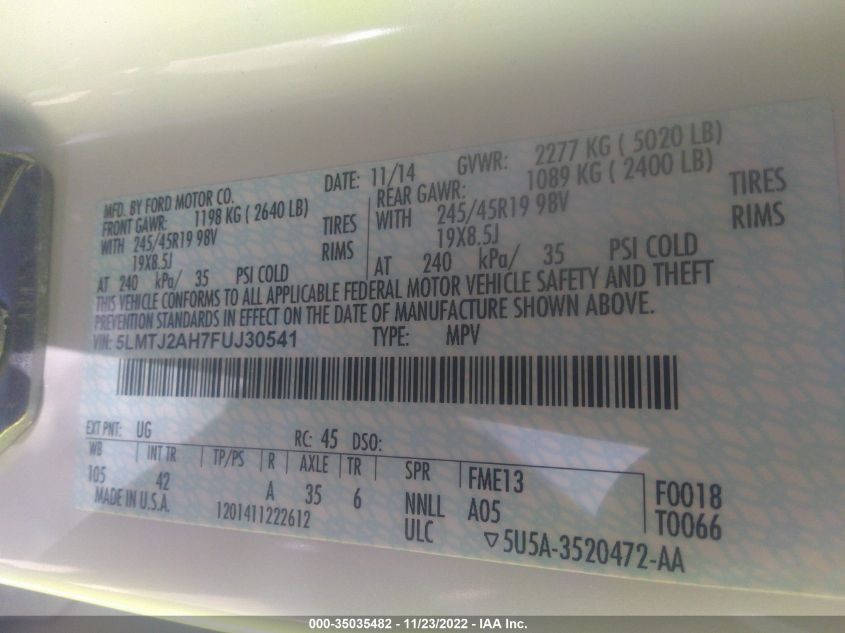 MFD. BY FORD MOTOR CO.
DATE: 11/14 GVWR: 2277 KG ( 5020 LB)
FRONT GAWR: 1198 KG ( 2640 LB)
WITH 245/45R19 98V TIRES
19X8.5J RIMS
AT 240 kPa/ 35 PSI COLD
REAR GAWR: 1089 KG ( 2400 LB)
WITH 245/45R19 98V TIRES
19X8.5J RIMS
AT 240 kPa/ 35 PSI COLD
THIS VEHICLE CONFORMS TO ALL APPLICABLE FEDERAL MOTOR VEHICLE SAFETY AND THEFT
PREVENTION STANDARDS IN EFFECT ON THE DATE OF MANUFACTURE SHOWN ABOVE.
VIN: 5LMTJ2AH7FUJ30541 TYPE: MPV
EXT PNT: UG RC: 45 DSO:
WB INT TR TP/PS R AXLE TR SPR FME13
105 42 A 35 6 NNLL A05 F0018
MADE IN U.S.A. 1201411222612 ULC T0066
▽5U5A-3520472-AA
000-35035482 - 11/23/2022 - IAA Inc.